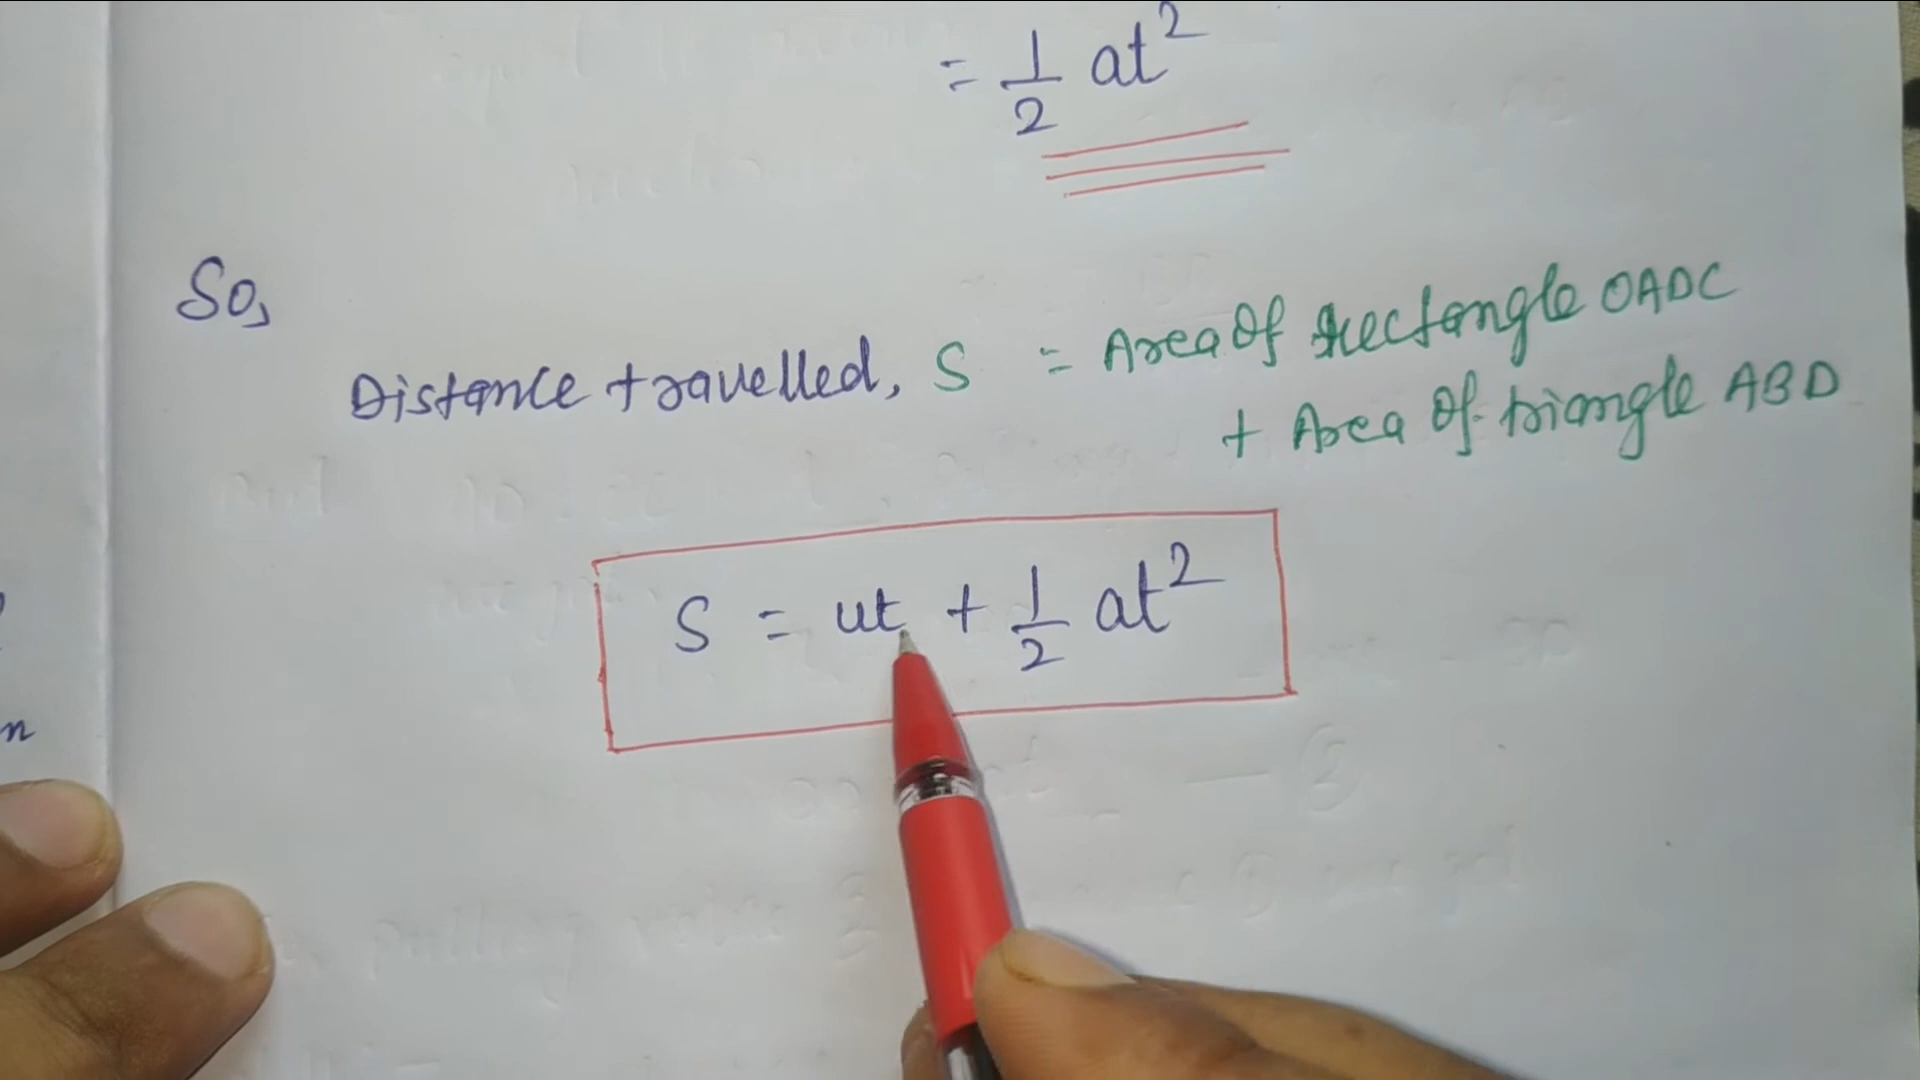 = 1/2 at²
So,
Distance travelled, S = Area Of rectangle OADC
+ Area Of triangle ABD
S = ut + 1/2 at²
n